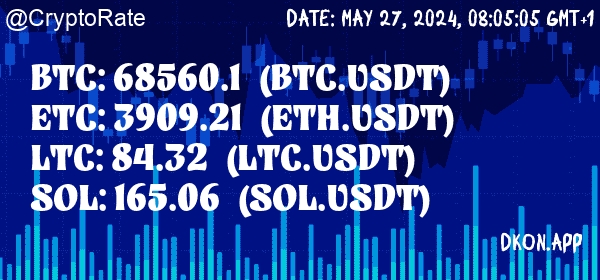 @CryptoRate
DATE: MAY 27, 2024, 08:05:05 GMT+1
BTC: 68560.1 (BTC.USDT)
ETC: 3909.21 (ETH.USDT)
LTC: 84.32 (LTC.USDT)
SOL: 165.06 (SOL.USDT)
DKON.APP